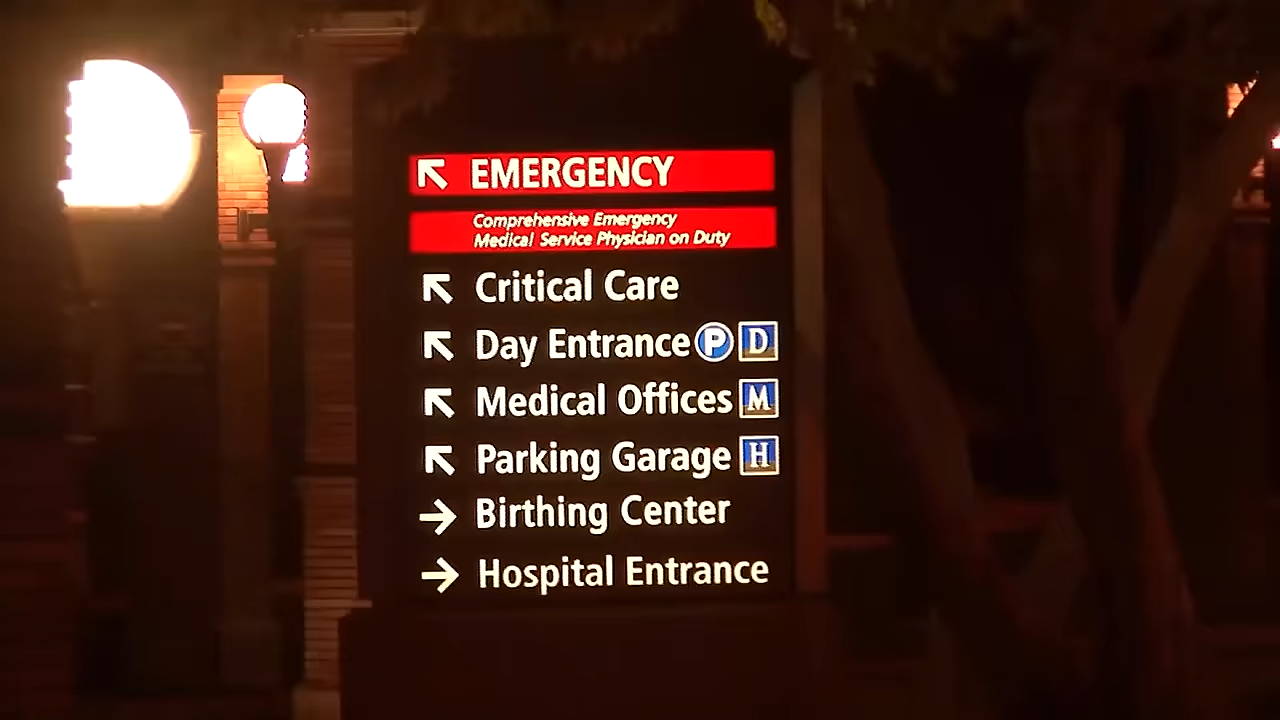 EMERGENCY
Comprehensive Emergency
Medical Service Physician on Duty
Critical Care
Day Entrance P D
Medical Offices M
Parking Garage H
Birthing Center
Hospital Entrance